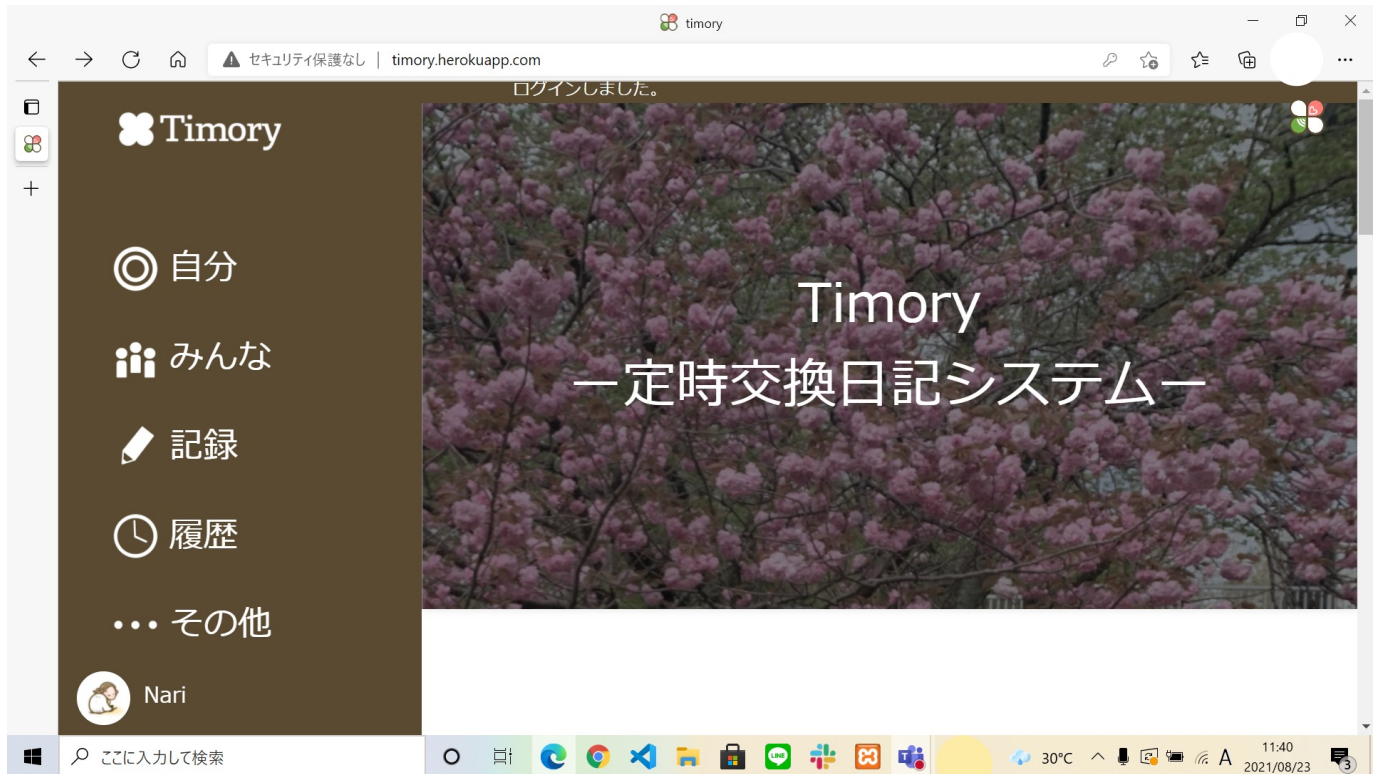 timory
セキュリティ保護なし | timory.herokuapp.com
ログインしました。
Timory
自分
みんな
記録
履歴
その他
Nari
Timory
ー定時交換日記システムー
ここに入力して検索
LINE
30°C
A
11:40
2021/08/23
3